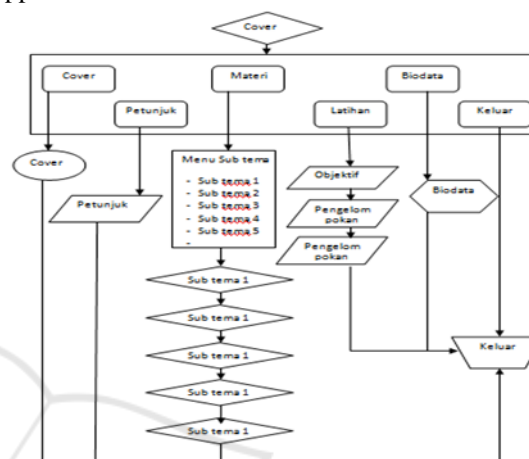 Cover
Cover
Materi
Biodata
Petunjuk
Latihan
Keluar
Cover
Petunjuk
Menu Sub tema
- Sub tema 1
- Sub tema 2
- Sub tema 3
- Sub tema 4
- Sub tema 5
-
Objektif
Pengelom
pokan
Pengelom
pokan
Biodata
Sub tema 1
Sub tema 1
Sub tema 1
Sub tema 1
Sub tema 1
Keluar